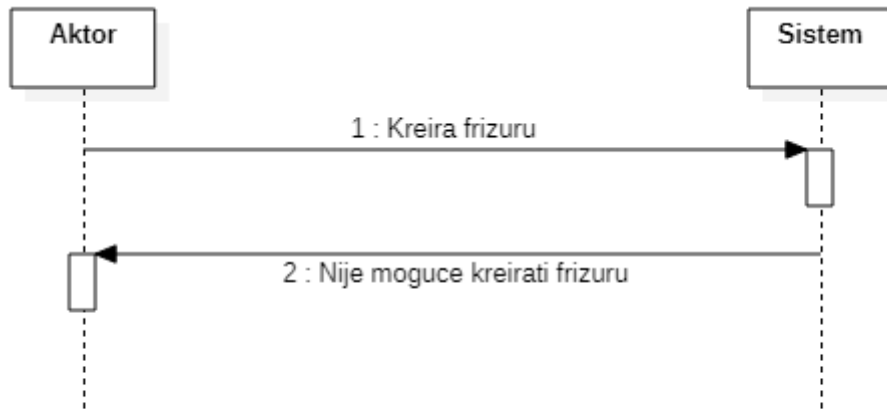 Aktor
Sistem
1 : Kreira frizuru
2 : Nije moguce kreirati frizuru